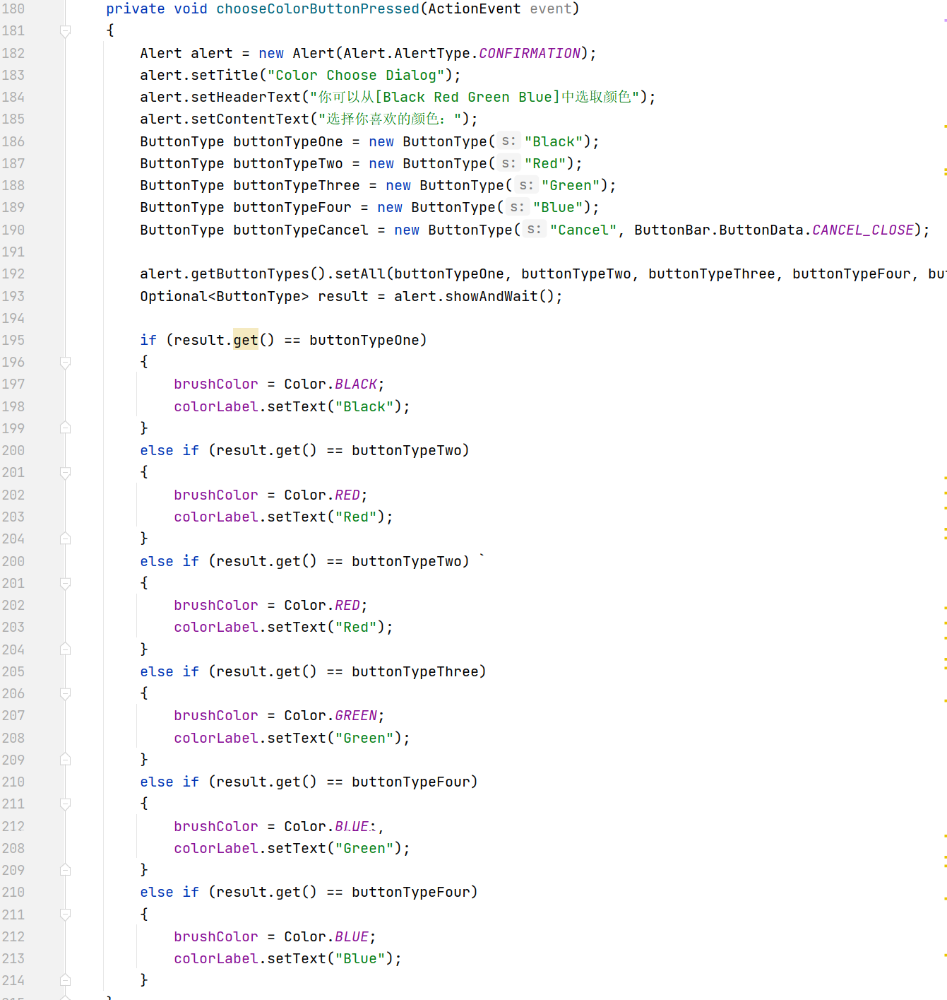 180 private void chooseColorButtonPressed(ActionEvent event)
181 {
182 Alert alert = new Alert(Alert.AlertType.CONFIRMATION);
183 alert.setTitle("Color Choose Dialog");
184 alert.setHeaderText("你可以从[Black Red Green Blue]中选取颜色");
185 alert.setContentText("选择你喜欢的颜色：");
186 ButtonType buttonTypeOne = new ButtonType( s: "Black");
187 ButtonType buttonTypeTwo = new ButtonType( s: "Red");
188 ButtonType buttonTypeThree = new ButtonType( s: "Green");
189 ButtonType buttonTypeFour = new ButtonType( s: "Blue");
190 ButtonType buttonTypeCancel = new ButtonType( s: "Cancel", ButtonBar.ButtonData.CANCEL_CLOSE);
191
192 alert.getButtonTypes().setAll(buttonTypeOne, buttonTypeTwo, buttonTypeThree, buttonTypeFour,
193 Optional<ButtonType> result = alert.showAndWait();
194
195 if (result.get() == buttonTypeOne)
196 {
197 brushColor = Color.BLACK;
198 colorLabel.setText("Black");
199 }
200 else if (result.get() == buttonTypeTwo)
201 {
202 brushColor = Color.RED;
203 colorLabel.setText("Red");
204 }
200 else if (result.get() == buttonTypeTwo) `
201 {
202 brushColor = Color.RED;
203 colorLabel.setText("Red");
204 }
205 else if (result.get() == buttonTypeThree)
206 {
207 brushColor = Color.GREEN;
208 colorLabel.setText("Green");
209 }
210 else if (result.get() == buttonTypeFour)
211 {
212 brushColor = Color.BLUE;,
208 colorLabel.setText("Green");
209 }
210 else if (result.get() == buttonTypeFour)
211 {
212 brushColor = Color.BLUE;
213 colorLabel.setText("Blue");
214 }